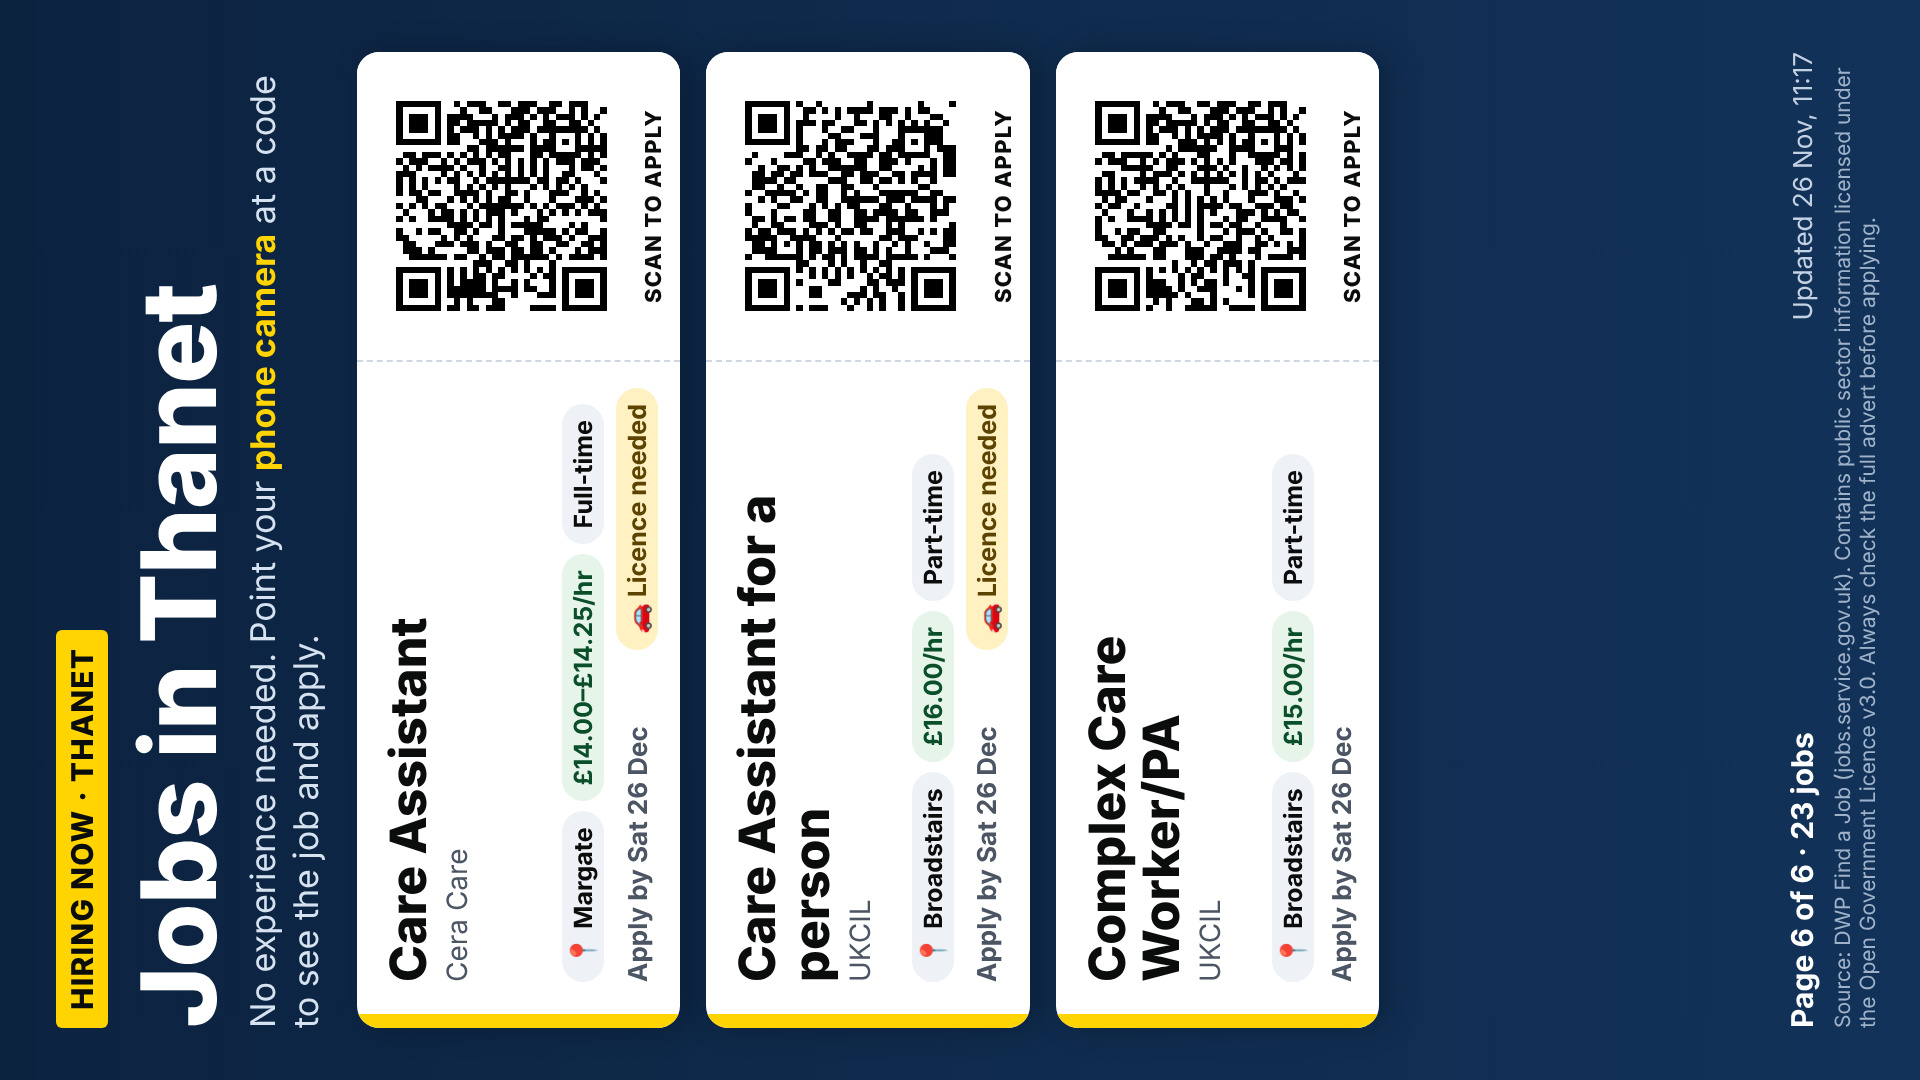 HIRING NOW · THANET
Jobs in Thanet
No experience needed. Point your phone camera at a code
to see the job and apply.
Care Assistant
Cera Care
📍 Margate
£14.00–£14.25/hr
Full-time
Apply by Sat 26 Dec
🚗 Licence needed
SCAN TO APPLY
Care Assistant for a
person
UKCIL
📍 Broadstairs
£16.00/hr
Part-time
Apply by Sat 26 Dec
🚗 Licence needed
SCAN TO APPLY
Complex Care
Worker/PA
UKCIL
📍 Broadstairs
£15.00/hr
Part-time
Apply by Sat 26 Dec
SCAN TO APPLY
Page 6 of 6 · 23 jobs
Updated 26 Nov, 11:17
Source: DWP Find a Job (jobs.service.gov.uk). Contains public sector information licensed under
the Open Government Licence v3.0. Always check the full advert before applying.